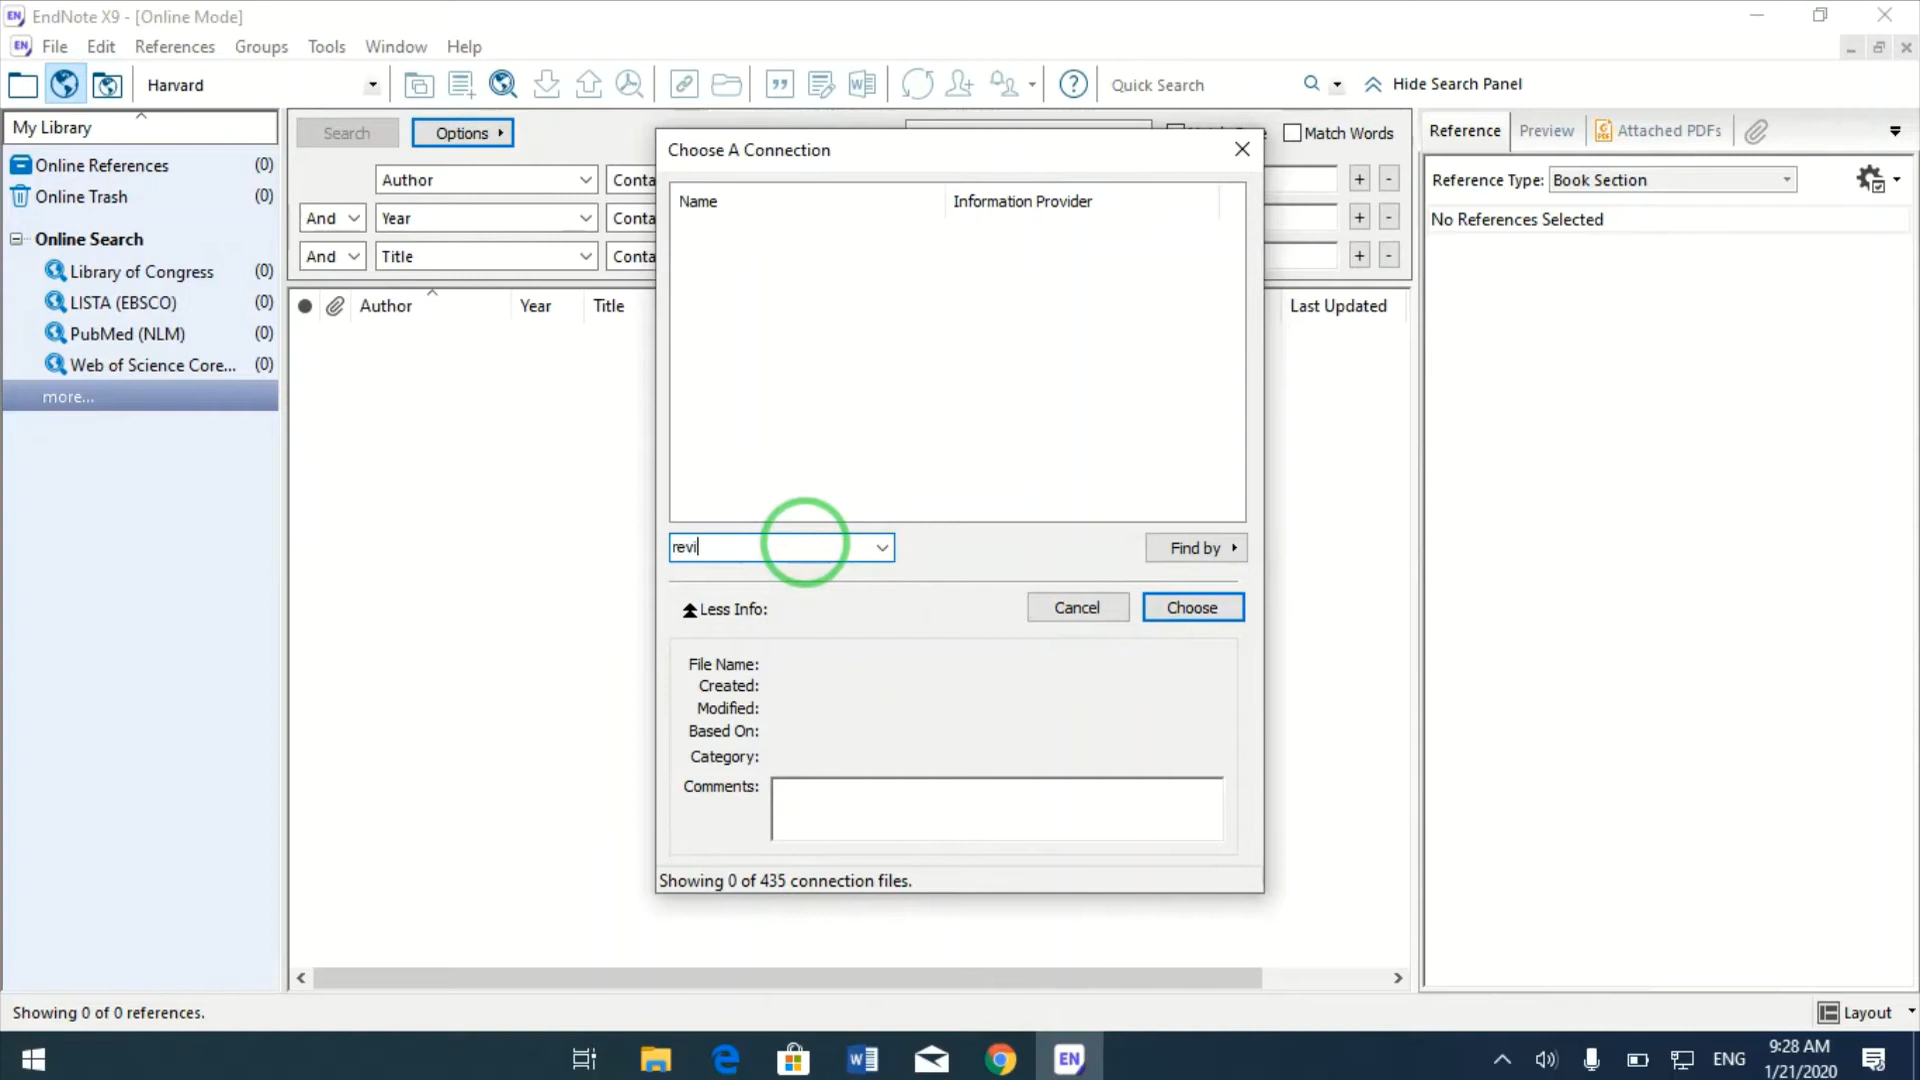 EN EndNote X9 - [Online Mode]
EN File Edit References Groups Tools Window Help
Harvard
Quick Search
Hide Search Panel
My Library
Online References (0)
Online Trash (0)
Online Search
Library of Congress (0)
LISTA (EBSCO) (0)
PubMed (NLM) (0)
Web of Science Core... (0)
more...
Search Options
Match Words
Author Conta + -
And Year Conta + -
And Title Conta + -
Author Year Title Last Updated
Choose A Connection
Name Information Provider
revi
Find by
Less Info:
Cancel Choose
File Name:
Created:
Modified:
Based On:
Category:
Comments:
Showing 0 of 435 connection files.
Reference Preview Attached PDFs
Reference Type: Book Section
No References Selected
Showing 0 of 0 references.
Layout
EN
ENG
9:28 AM
1/21/2020